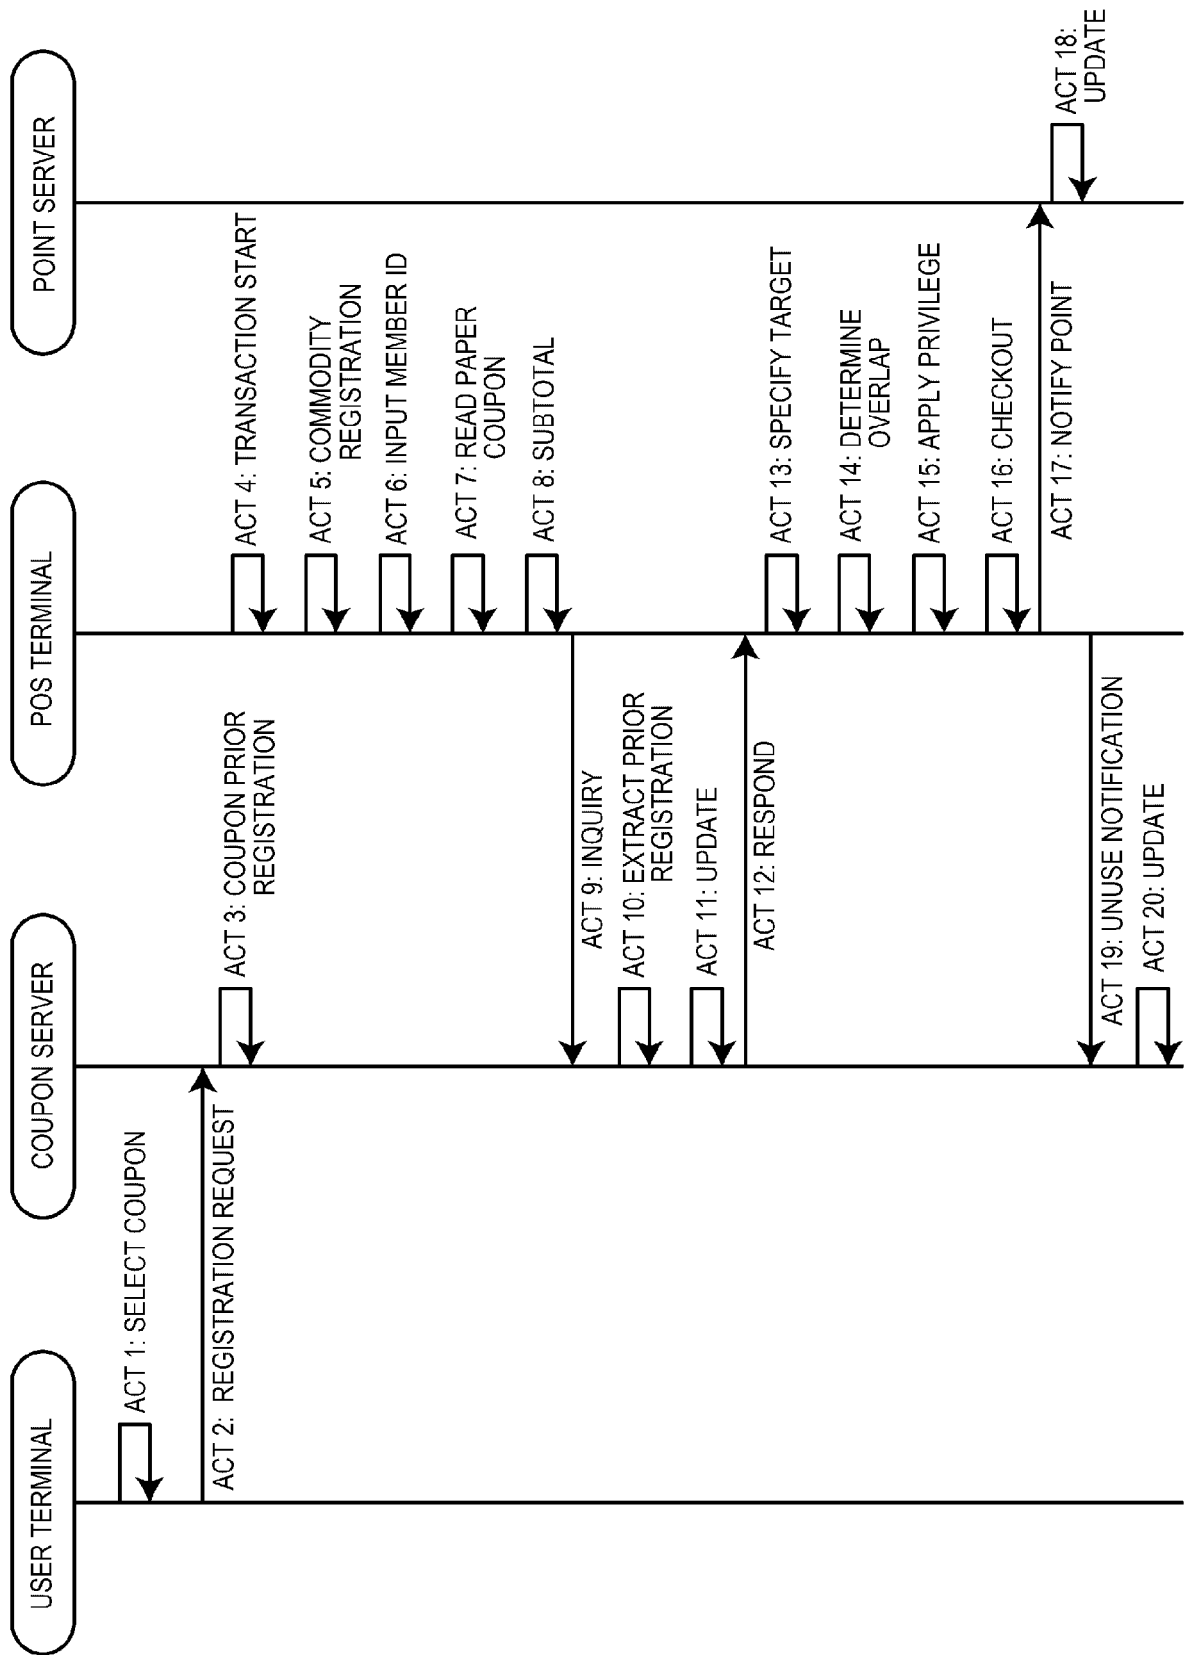 USER TERMINAL
COUPON SERVER
POS TERMINAL
POINT SERVER
ACT 1: SELECT COUPON
ACT 2: REGISTRATION REQUEST
ACT 3: COUPON PRIOR
REGISTRATION
ACT 4: TRANSACTION START
ACT 5: COMMODITY
REGISTRATION
ACT 6: INPUT MEMBER ID
ACT 7: READ PAPER
COUPON
ACT 8: SUBTOTAL
ACT 9: INQUIRY
ACT 10: EXTRACT PRIOR
REGISTRATION
ACT 11: UPDATE
ACT 12: RESPOND
ACT 13: SPECIFY TARGET
ACT 14: DETERMINE
OVERLAP
ACT 15: APPLY PRIVILEGE
ACT 16: CHECKOUT
ACT 17: NOTIFY POINT
ACT 18:
UPDATE
ACT 19: UNUSE NOTIFICATION
ACT 20: UPDATE